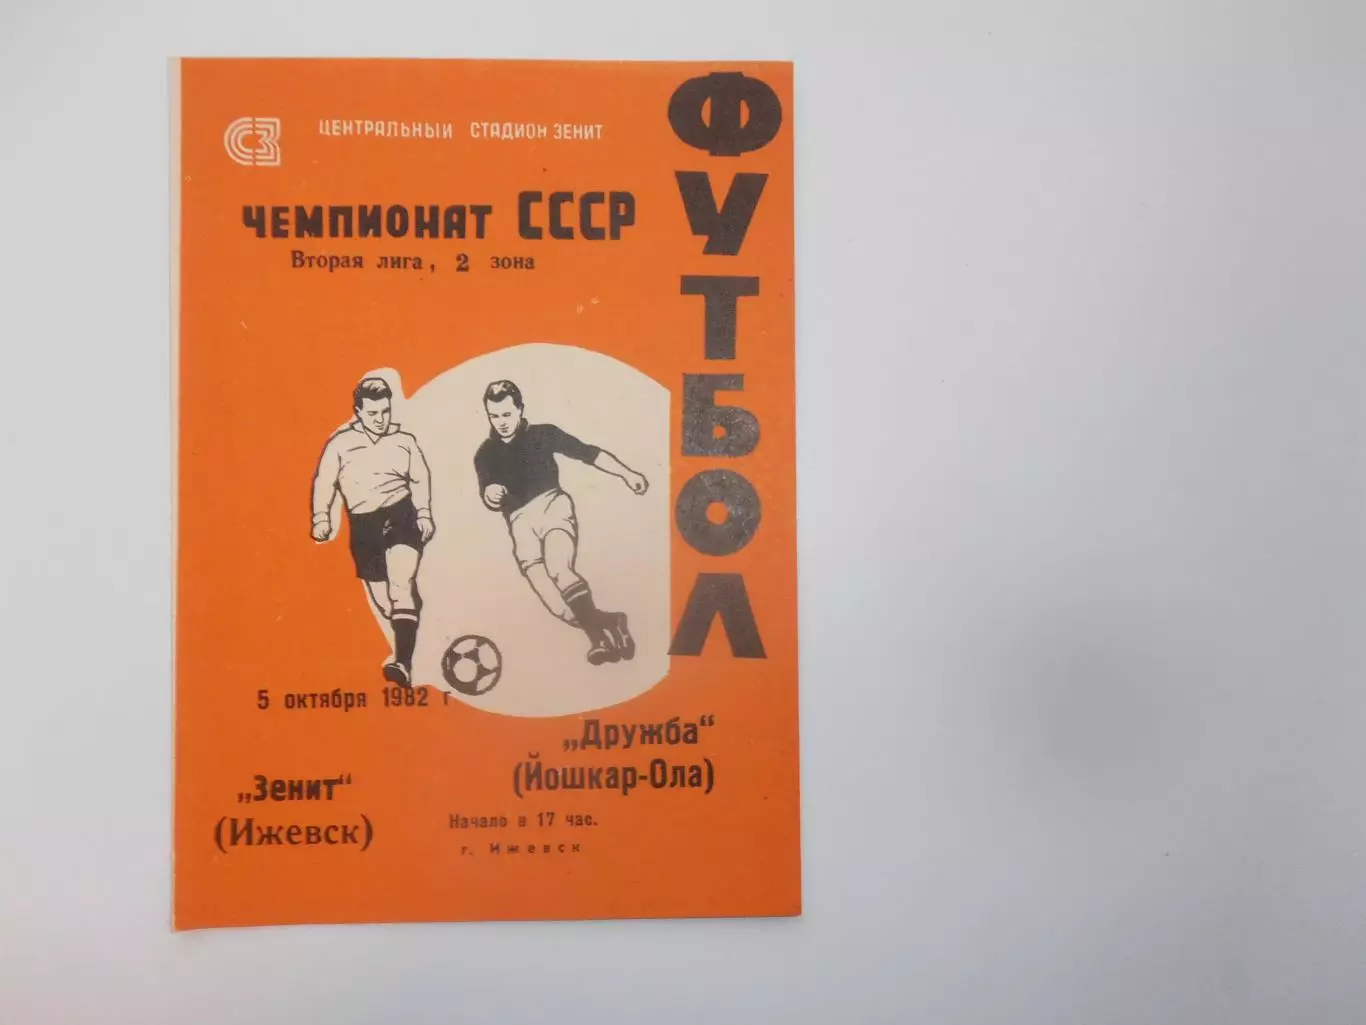 СЗ
ЦЕНТРАЛЬНЫЙ СТАДИОН ЗЕНИТ
ФУТБОЛ
ЧЕМПИОНАТ СССР
Вторая лига, 2 зона
5 октября 1982 г
„Дружба“
(Йошкар-Ола)
„Зенит“
(Ижевск)
Начало в 17 час.
г. Ижевск